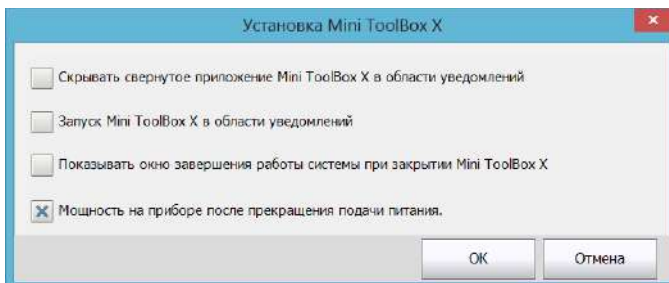 Установка Mini ToolBox X
Скрывать свернутое приложение Mini ToolBox X в области уведомлений
Запуск Mini ToolBox X в области уведомлений
Показывать окно завершения работы системы при закрытии Mini ToolBox X
Мощность на приборе после прекращения подачи питания.
OK Отмена